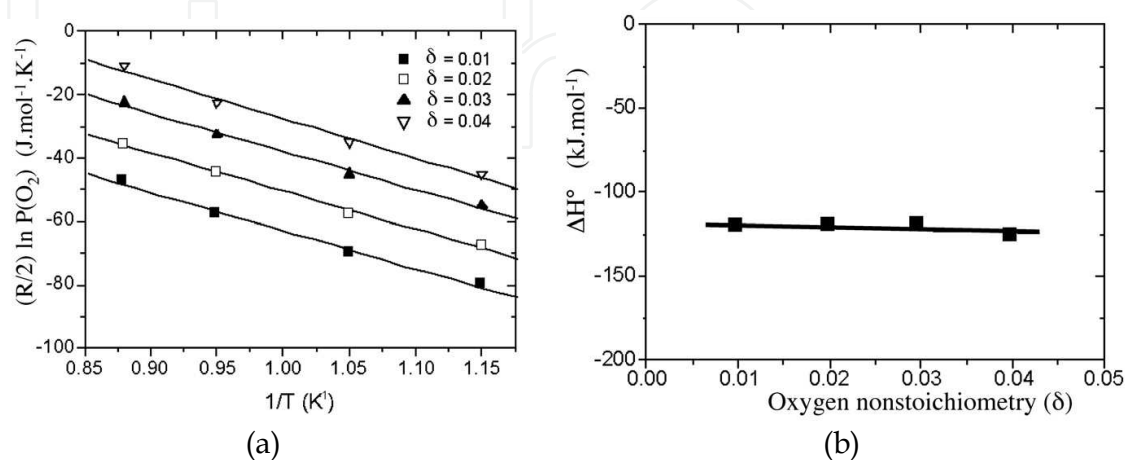 (R/2) ln P(O₂) (J.mol⁻¹.K⁻¹)
0
-20
-40
-60
-80
-100
δ = 0.01
δ = 0.02
δ = 0.03
δ = 0.04
0.85 0.90 0.95 1.00 1.05 1.10 1.15
1/T (K¹)
(a)
ΔH° (kJ.mol⁻¹)
0
-50
-100
-150
-200
0.00 0.01 0.02 0.03 0.04 0.05
Oxygen nonstoichiometry (δ)
(b)